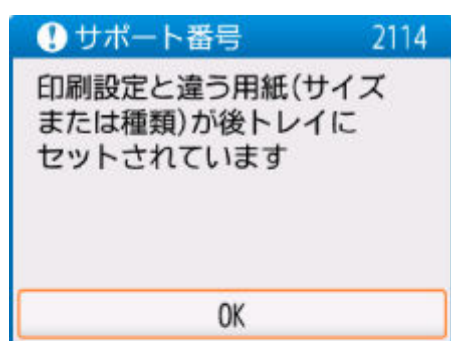 サポート番号 2114
印刷設定と違う用紙(サイズ
または種類)が後トレイに
セットされています
OK